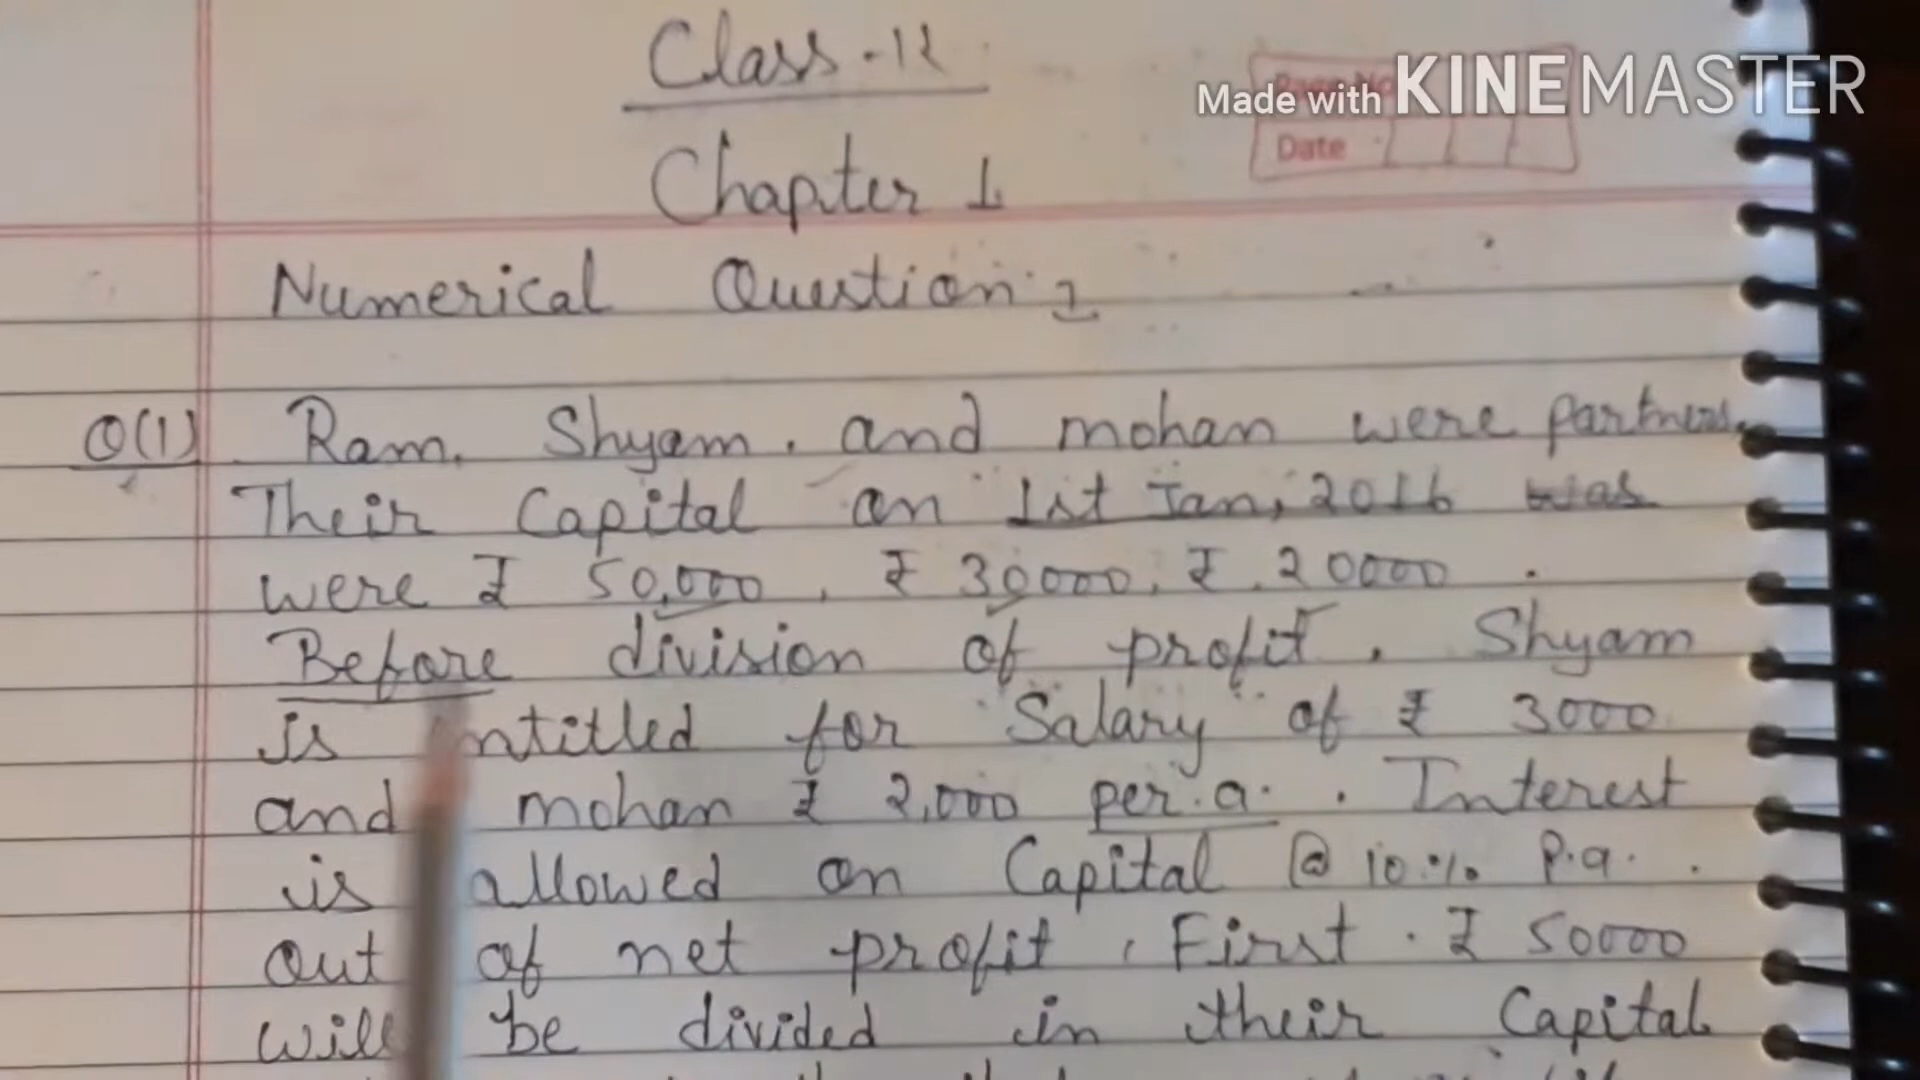 Class-12
Made with KINEMASTER
Date
Chapter 1
Numerical Question :
Q(1) Ram, Shyam, and mohan were partners.
Their Capital on 1st Jan, 2016 was
were ₹ 50,000, ₹ 30000, ₹ 20000.
Before division of profit, Shyam
is entitled for Salary of ₹ 3000
and mohan ₹ 2,000 per.a. Interest
is allowed on Capital @ 10% P.a.
out of net profit, First ₹ 50000
will be divided in their Capital